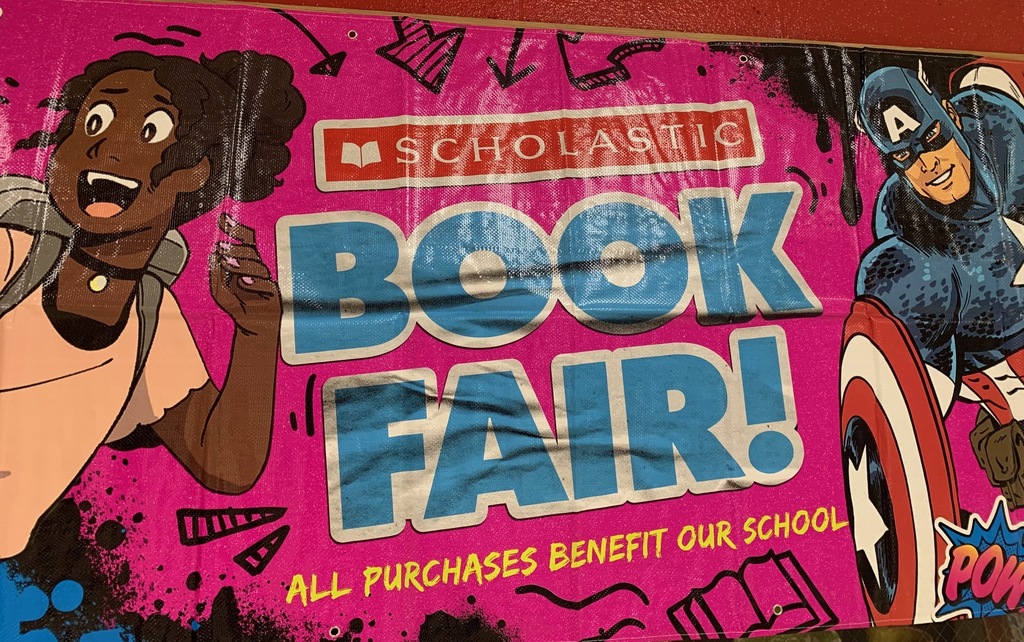 SCHOLASTIC
BOOK
FAIR!
ALL PURCHASES BENEFIT OUR SCHOOL
A
POW